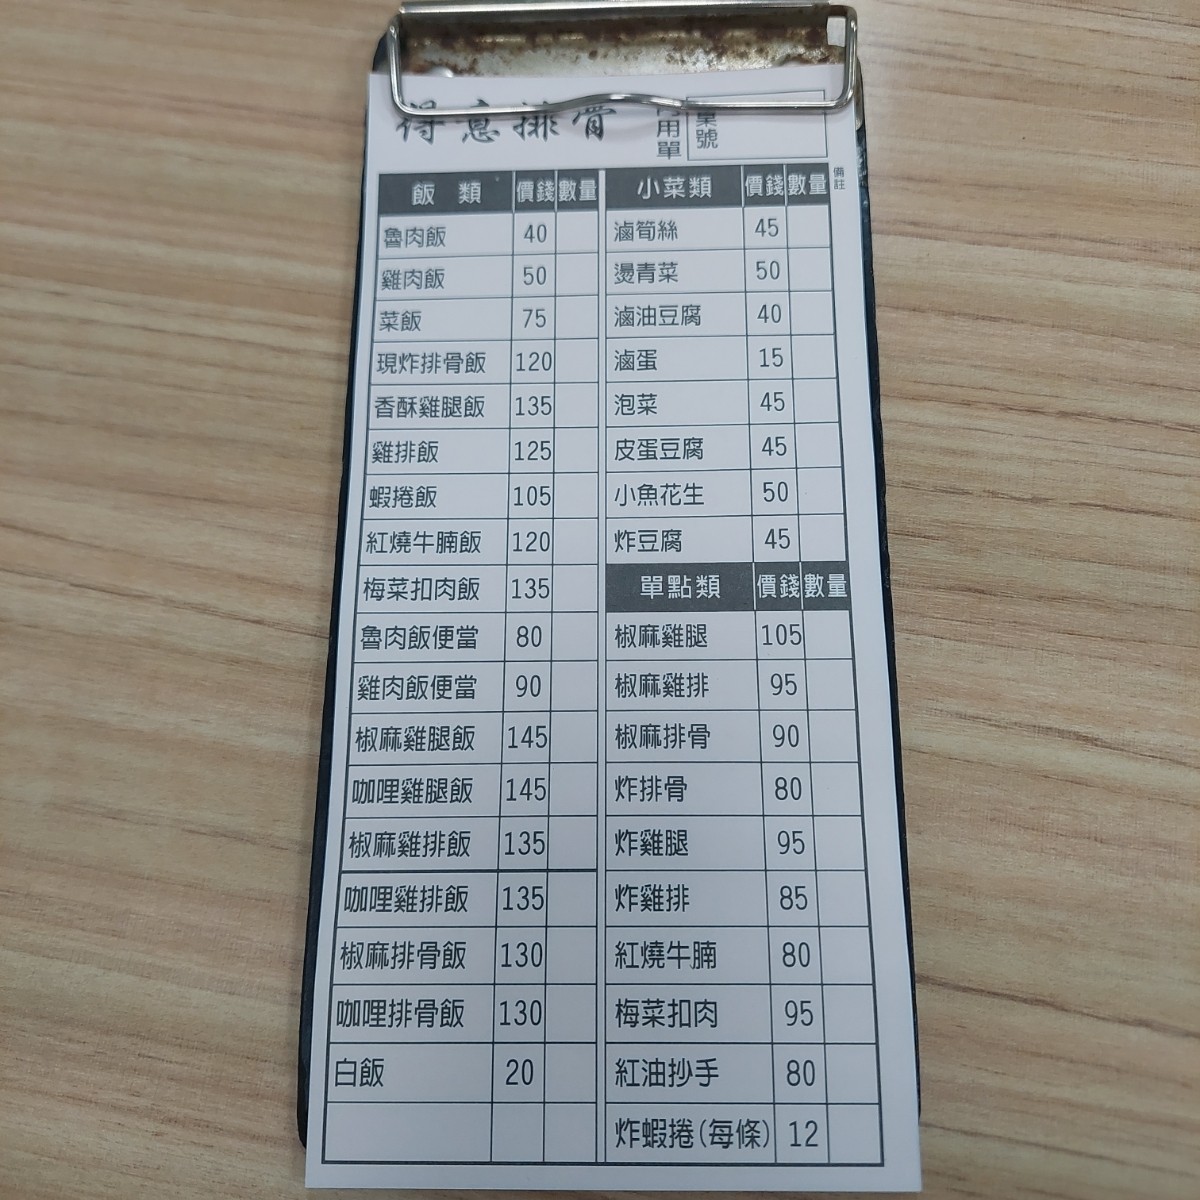 得意排骨
內用單
桌號
備註
飯 類 價錢 數量
魯肉飯 40
雞肉飯 50
菜飯 75
現炸排骨飯 120
香酥雞腿飯 135
雞排飯 125
蝦捲飯 105
紅燒牛腩飯 120
梅菜扣肉飯 135
魯肉飯便當 80
雞肉飯便當 90
椒麻雞腿飯 145
咖哩雞腿飯 145
椒麻雞排飯 135
咖哩雞排飯 135
椒麻排骨飯 130
咖哩排骨飯 130
白飯 20
小菜類 價錢 數量
滷筍絲 45
燙青菜 50
滷油豆腐 40
滷蛋 15
泡菜 45
皮蛋豆腐 45
小魚花生 50
炸豆腐 45
單點類 價錢 數量
椒麻雞腿 105
椒麻雞排 95
椒麻排骨 90
炸排骨 80
炸雞腿 95
炸雞排 85
紅燒牛腩 80
梅菜扣肉 95
紅油抄手 80
炸蝦捲(每條) 12